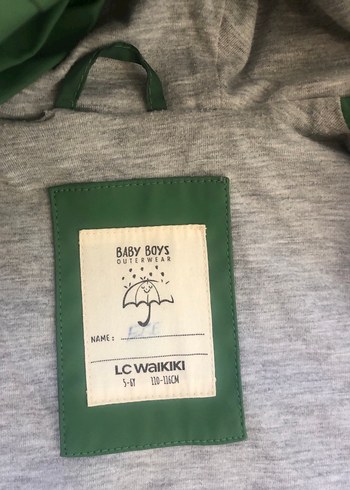 BABY BOYS
OUTERWEAR
NAME:
LC WAIKIKI
5-6Y 110-116CM